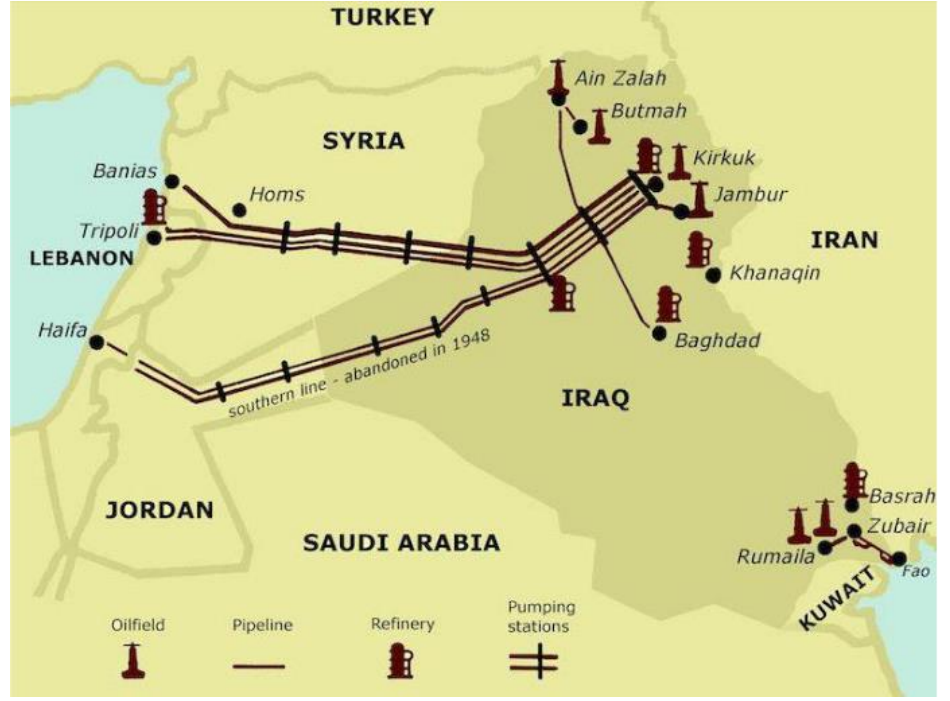 TURKEY
Ain Zalah
Butmah
SYRIA
Kirkuk
Banias
Homs
Jambur
Tripoli
LEBANON
IRAN
Khanaqin
Haifa
Baghdad
southern line - abandoned in 1948
IRAQ
JORDAN
Basrah
SAUDI ARABIA
Zubair
Rumaila
Fao
KUWAIT
Oilfield
Pipeline
Refinery
Pumping
stations